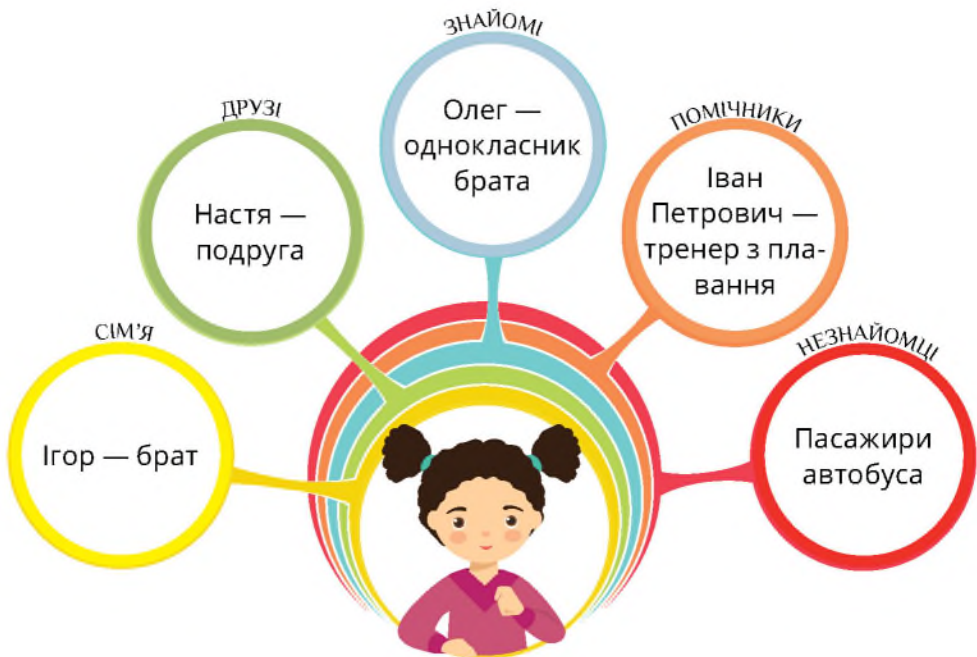 СІМ’Я
Ігор — брат
ДРУЗІ
Настя —
подруга
ЗНАЙОМІ
Олег —
однокласник
брата
ПОМІЧНИКИ
Іван
Петрович —
тренер з пла-
вання
НЕЗНАЙОМЦІ
Пасажири
автобуса